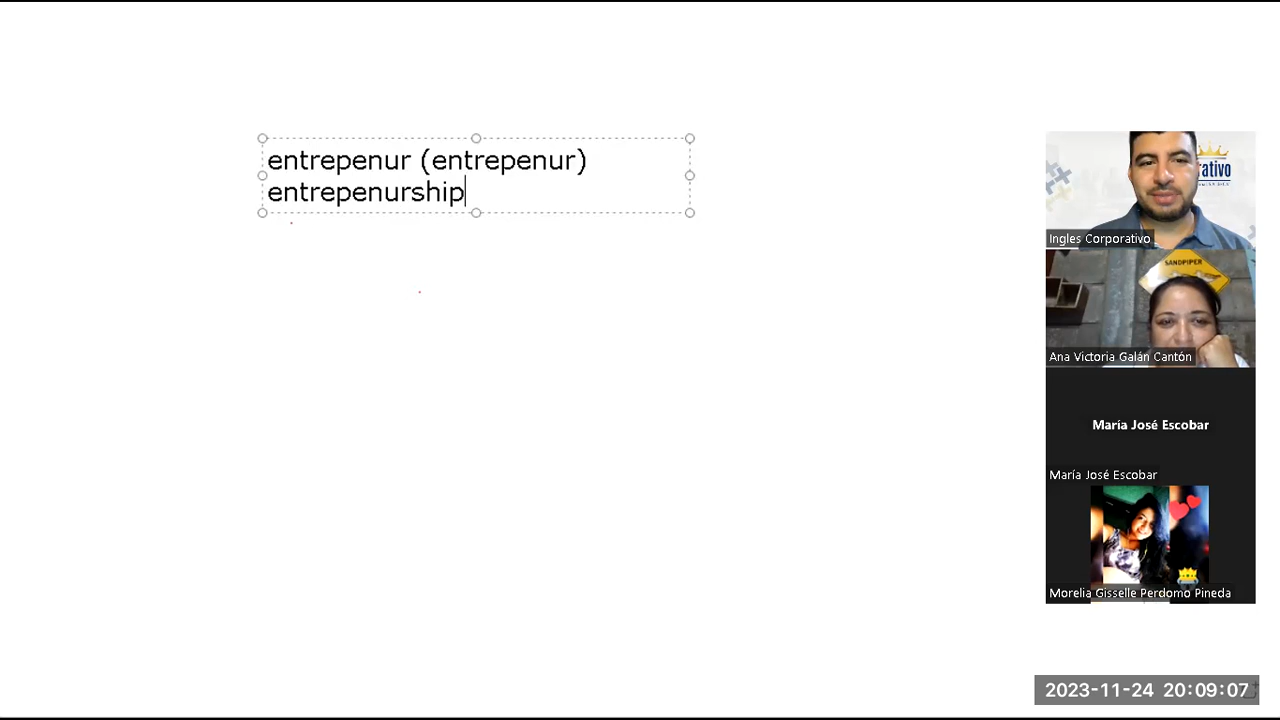 entrepenur (entrepenur)
entrepenurship
rativo
Ingles Corporativo
SANDPIPER
Ana Victoria Galán Cantón
María José Escobar
María José Escobar
Morelia Gisselle Perdomo Pineda
2023-11-24 20:09:07